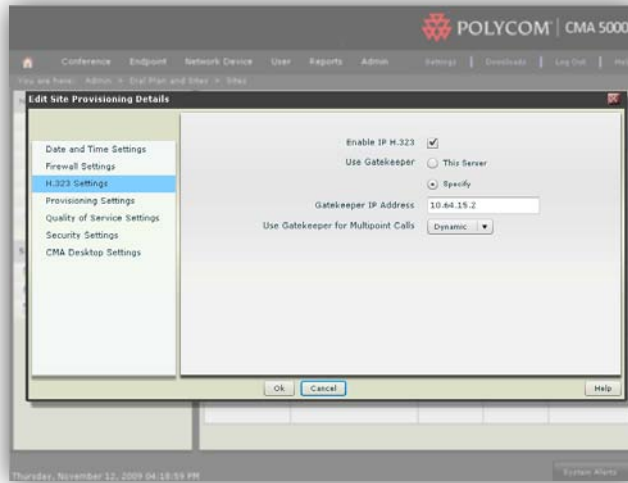 POLYCOM CMA 5000
Conference Endpoint Network Device User Reports Admin Settings Downloads Log Out
You are here: Admin > Dial Plan and Sites > Sites
Edit Site Provisioning Details
Date and Time Settings
Firewall Settings
H.323 Settings
Provisioning Settings
Quality of Service Settings
Security Settings
CMA Desktop Settings
Enable IP H.323
Use Gatekeeper This Server
Specify
Gatekeeper IP Address 10.64.15.2
Use Gatekeeper for Multipoint Calls Dynamic
Ok Cancel Help
Thursday, November 12, 2009 04:18:59 PM
System Alerts